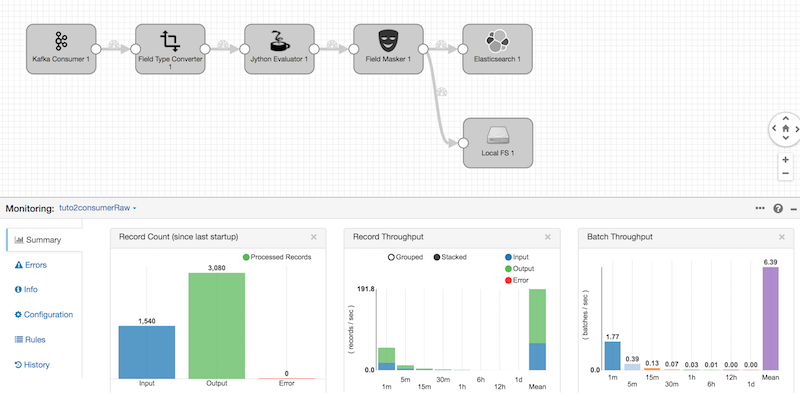 Kafka Consumer 1
Field Type Converter
1
Jython Evaluator 1
Field Masker 1
Elasticsearch 1
Local FS 1
Monitoring: tuto2consumerRaw
Summary
Errors
Info
Configuration
Rules
History
Record Count (since last startup)
Processed Records
3,080
1,540
0
Input Output Error
Record Throughput
Grouped Stacked
Input
Output
Error
191.8
( records / sec )
0.0
1m 5m 15m 30m 1h 6h 12h 1d Mean
Batch Throughput
6.39
( batches / sec )
1.77
0.39 0.13 0.07 0.03 0.01 0.00 0.00
0.0
1m 5m 15m 30m 1h 6h 12h 1d Mean